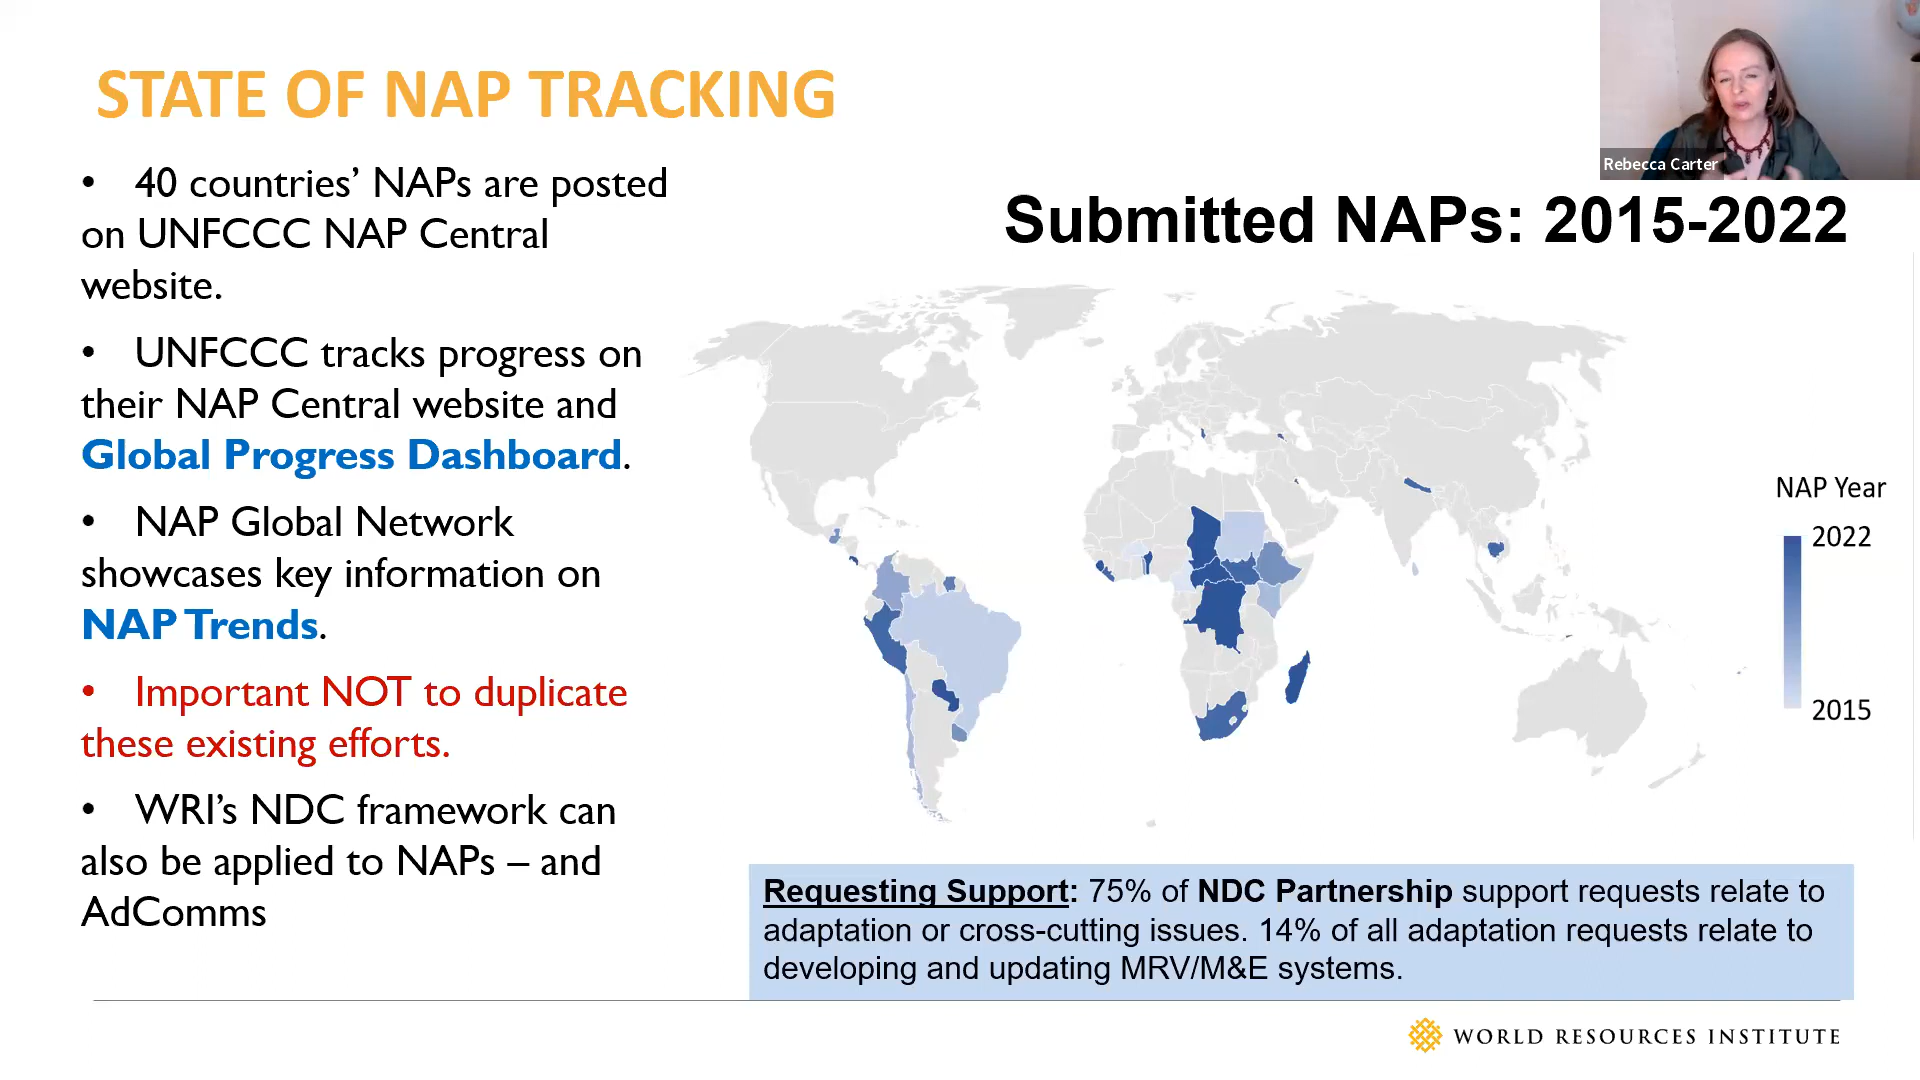 STATE OF NAP TRACKING
• 40 countries’ NAPs are posted
on UNFCCC NAP Central
website.
• UNFCCC tracks progress on
their NAP Central website and
Global Progress Dashboard.
• NAP Global Network
showcases key information on
NAP Trends.
• Important NOT to duplicate
these existing efforts.
• WRI’s NDC framework can
also be applied to NAPs – and
AdComms
Rebecca Carter
Submitted NAPs: 2015-2022
NAP Year
2022
2015
Requesting Support: 75% of NDC Partnership support requests relate to
adaptation or cross-cutting issues. 14% of all adaptation requests relate to
developing and updating MRV/M&E systems.
WORLD RESOURCES INSTITUTE